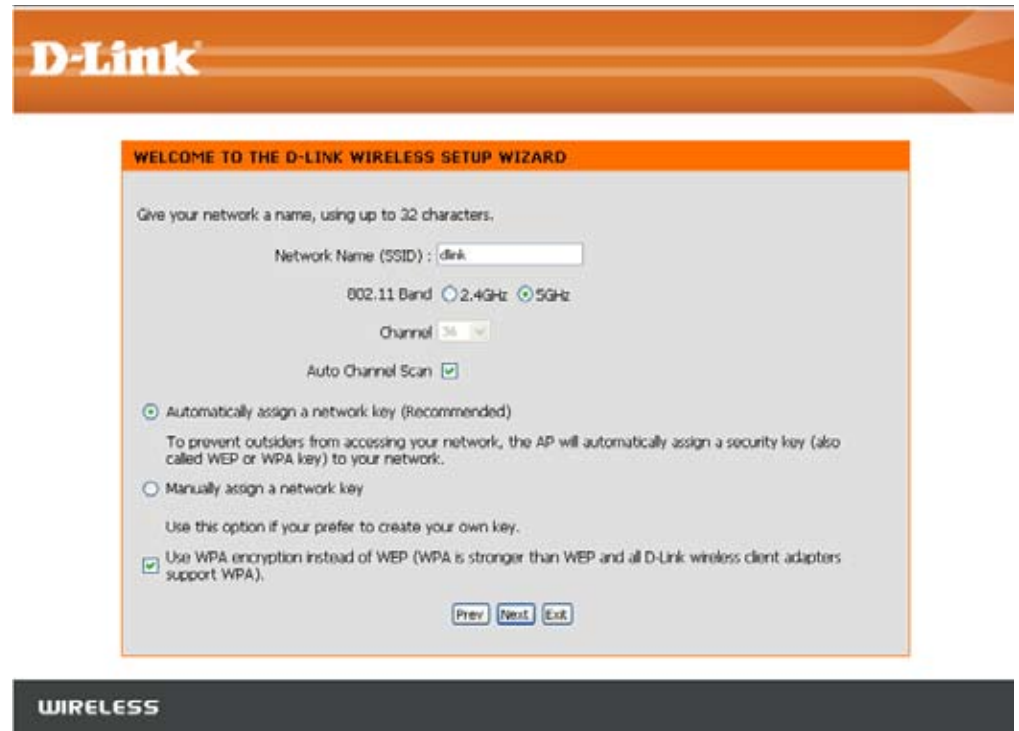 D-Link
WELCOME TO THE D-LINK WIRELESS SETUP WIZARD
Give your network a name, using up to 32 characters.
Network Name (SSID) : dlink
802.11 Band 2.4GHz 5GHz
Channel 36
Auto Channel Scan
Automatically assign a network key (Recommended)
To prevent outsiders from accessing your network, the AP will automatically assign a security key (also
called WEP or WPA key) to your network.
Manually assign a network key
Use this option if your prefer to create your own key.
Use WPA encryption instead of WEP (WPA is stronger than WEP and all D-Link wireless client adapters
support WPA).
Prev Next Exit
WIRELESS